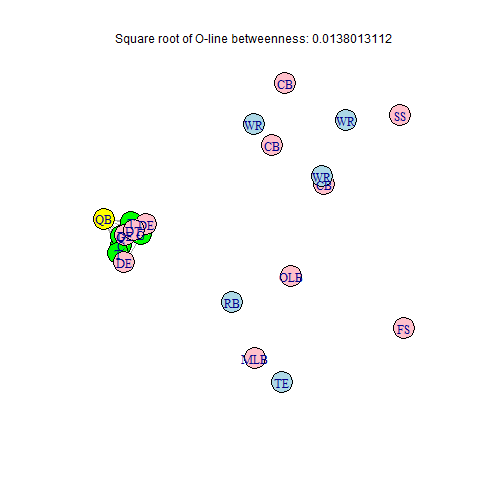 Square root of O-line betweenness: 0.0138013112
CB
WR
WR
SS
CB
WR
CB
QB
DE
DT
DE
OLB
RB
FS
MLB
TE